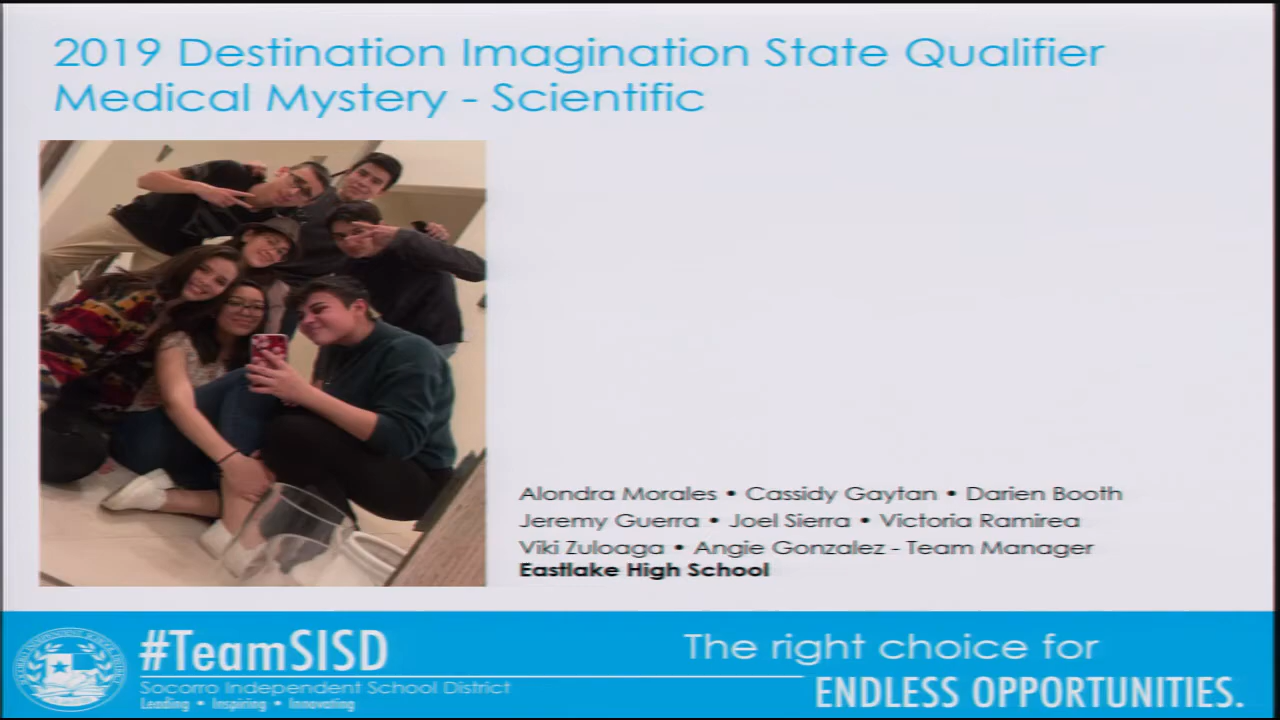 2019 Destination Imagination State Qualifier
Medical Mystery - Scientific
Alondra Morales • Cassidy Gaytan • Darien Booth
Jeremy Guerra • Joel Sierra • Victoria Ramirea
Viki Zuloaga • Angie Gonzalez - Team Manager
Eastlake High School
#TeamSISD
Socorro Independent School District
Leading • Inspiring • Innovating
The right choice for
ENDLESS OPPORTUNITIES.